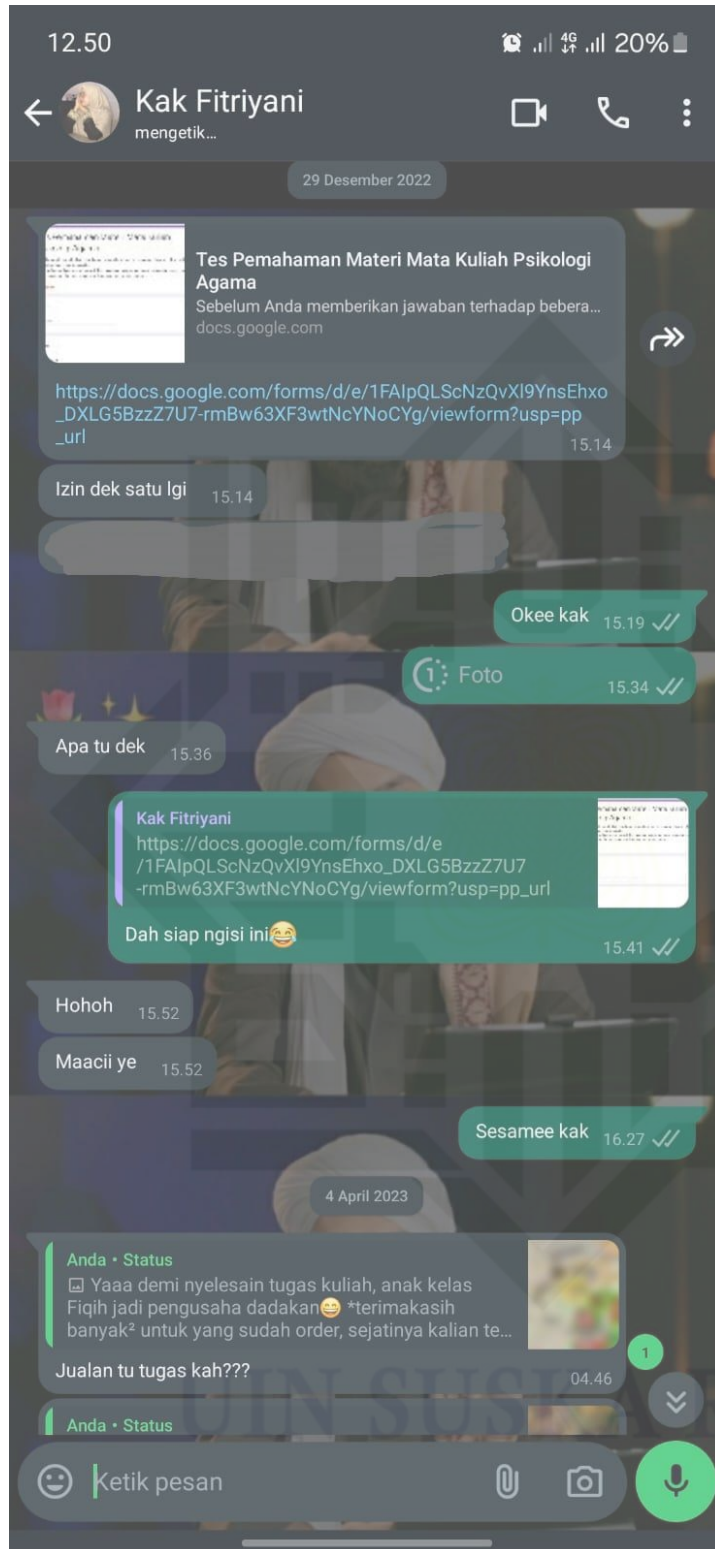 12.50
4G 20%
Kak Fitriyani
mengetik...
29 Desember 2022
Tes Pemahaman Materi Mata Kuliah Psikologi
Agama
Sebelum Anda memberikan jawaban terhadap bebera...
docs.google.com
https://docs.google.com/forms/d/e/1FAIpQLScNzQvXl9YnsEhxo
_DXLG5BzzZ7U7-rmBw63XF3wtNcYNoCYg/viewform?usp=pp
_url
15.14
Izin dek satu lgi 15.14
Okee kak 15.19
1 Foto 15.34
Apa tu dek 15.36
Kak Fitriyani
https://docs.google.com/forms/d/e
/1FAIpQLScNzQvXl9YnsEhxo_DXLG5BzzZ7U7
-rmBw63XF3wtNcYNoCYg/viewform?usp=pp_url
Dah siap ngisi ini😂 15.41
Hohoh 15.52
Maacii ye 15.52
Sesamee kak 16.27
4 April 2023
Anda • Status
Yaaa demi nyelesain tugas kuliah, anak kelas
Fiqih jadi pengusaha dadakan😄 *terimakasih
banyak² untuk yang sudah order, sejatinya kalian te...
Jualan tu tugas kah??? 04.46
1
UIN SUSKA
Anda • Status
Ketik pesan